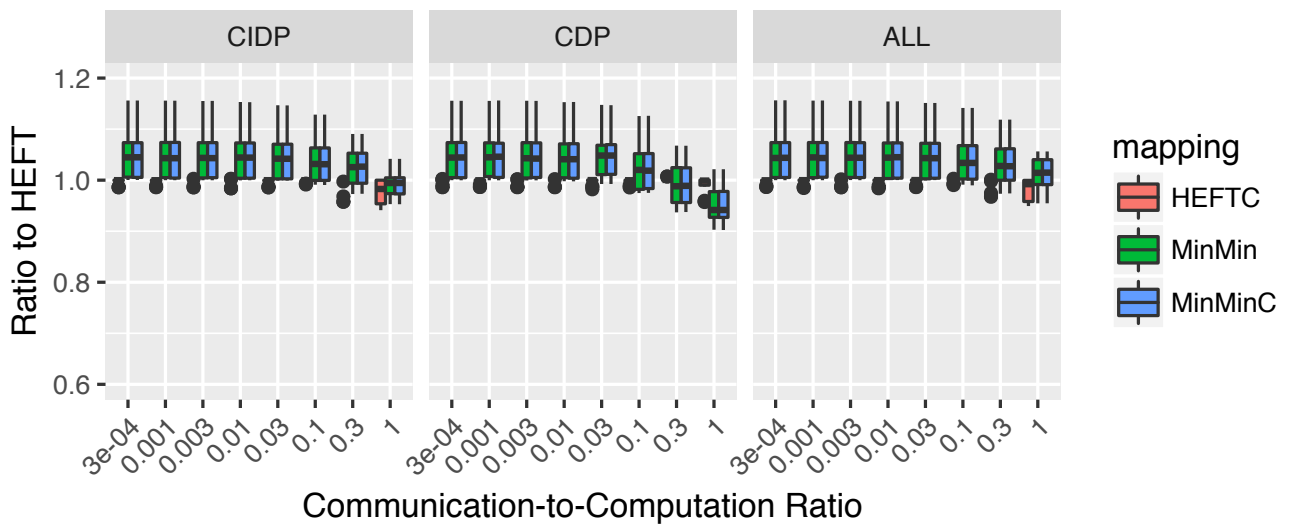 CIDP CDP ALL
1.2
1.0
0.8
0.6
Ratio to HEFT
3e-04 0.001 0.003 0.01 0.03 0.1 0.3 1 3e-04 0.001 0.003 0.01 0.03 0.1 0.3 1 3e-04 0.001 0.003 0.01 0.03 0.1 0.3 1
Communication-to-Computation Ratio
mapping
HEFTC
MinMin
MinMinC